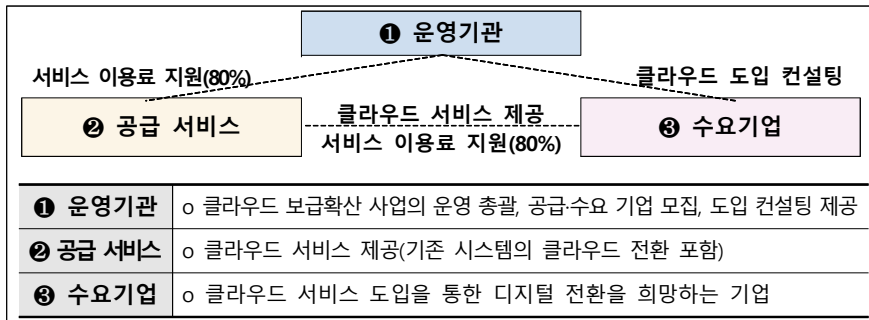 ❶ 운영기관
서비스 이용료 지원(80%)
클라우드 도입 컨설팅
❷ 공급 서비스
클라우드 서비스 제공
서비스 이용료 지원(80%)
❸ 수요기업
❶ 운영기관 o 클라우드 보급확산 사업의 운영 총괄, 공급·수요 기업 모집, 도입 컨설팅 제공
❷ 공급 서비스 o 클라우드 서비스 제공(기존 시스템의 클라우드 전환 포함)
❸ 수요기업 o 클라우드 서비스 도입을 통한 디지털 전환을 희망하는 기업